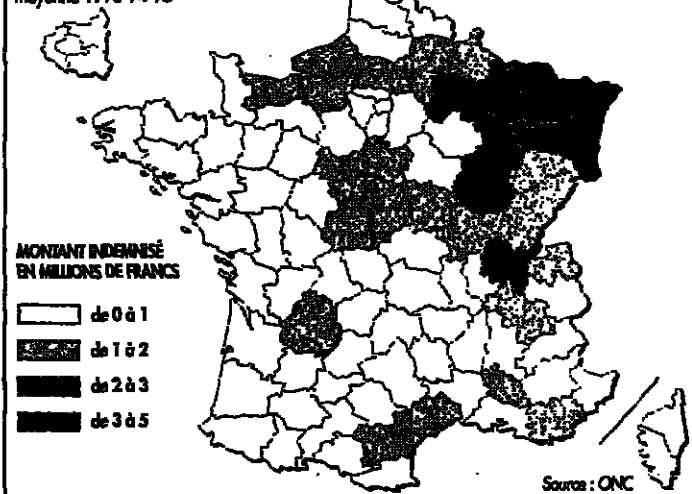 MONTANT INDEMNISÉ
EN MILLIONS DE FRANCS
de 0 à 1
de 1 à 2
de 2 à 3
de 3 à 5
Source : ONC